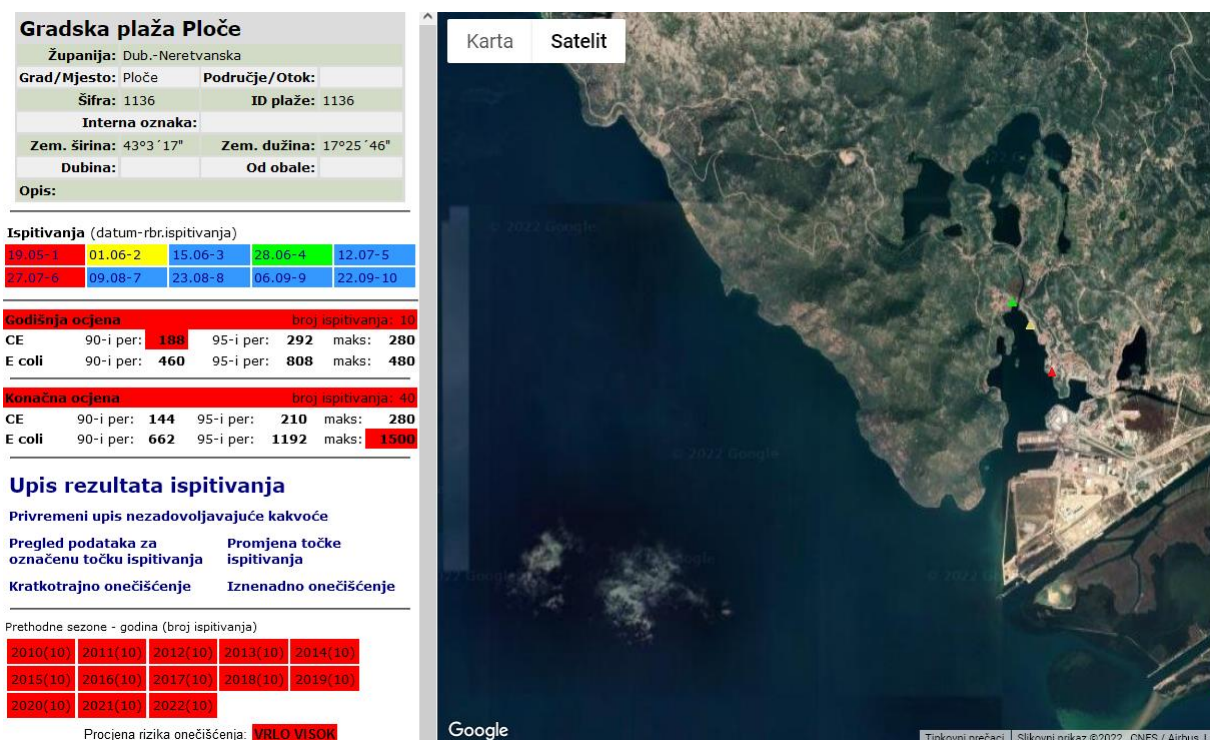 Gradska plaža Ploče
Županija: Dub.-Neretvanska
Grad/Mjesto: Ploče Područje/Otok:
Šifra: 1136 ID plaže: 1136
Interna oznaka:
Zem. širina: 43°3´17" Zem. dužina: 17°25´46"
Dubina: Od obale:
Opis:
Ispitivanja (datum-rbr.ispitivanja)
19.05-1 01.06-2 15.06-3 28.06-4 12.07-5
27.07-6 09.08-7 23.08-8 06.09-9 22.09-10
Godišnja ocjena broj ispitivanja: 10
CE 90-i per: 188 95-i per: 292 maks: 280
E coli 90-i per: 460 95-i per: 808 maks: 480
Konačna ocjena broj ispitivanja: 40
CE 90-i per: 144 95-i per: 210 maks: 280
E coli 90-i per: 662 95-i per: 1192 maks: 1500
Upis rezultata ispitivanja
Privremeni upis nezadovoljavajuće kakvoće
Pregled podataka za označenu točku ispitivanja
Promjena točke ispitivanja
Kratkotrajno onečišćenje Iznenadno onečišćenje
Prethodne sezone - godina (broj ispitivanja)
2010(10) 2011(10) 2012(10) 2013(10) 2014(10)
2015(10) 2016(10) 2017(10) 2018(10) 2019(10)
2020(10) 2021(10) 2022(10)
Procjena rizika onečišćenja: VRLO VISOK
Karta Satelit
© 2022 Google
© 2022 Google
Google
Tipkovni prečaci Slikovni prikaz ©2022 , CNES / Airbus,